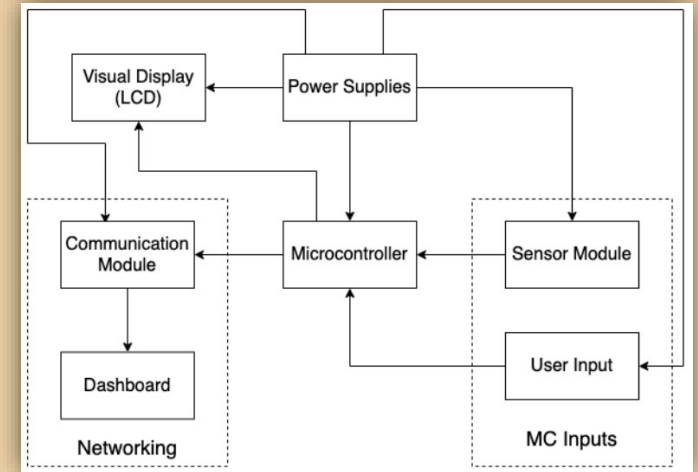 Visual Display
(LCD)
Power Supplies
Communication
Module
Microcontroller
Sensor Module
Dashboard
User Input
Networking
MC Inputs